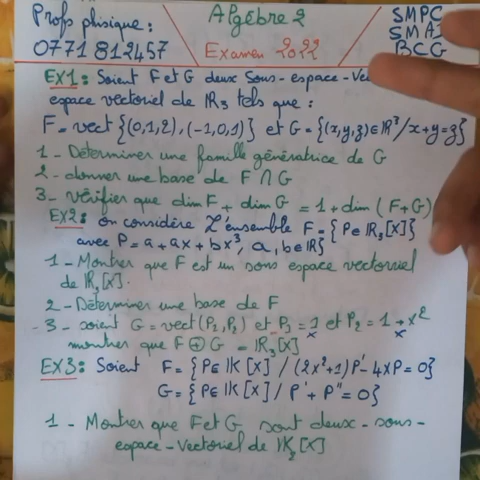 Profs physique:
0771812457
Algébre 2
Examen 2022
SMPC
SMAI
BCG
EX1: Soient F et G deux Sous-espace-Vec
espace vectoriel de IR3 tels que :
F = vect {(0,1,2),(-1,0,1)} et G = {(x,y,z)∈IR³/x+y=z}
1- Déterminer une famille génératrice de G
2- donner une base de F ∩ G
3- vérifier que dim F + dim G = 1 + dim (F+G)
EX2: on considère L'ensemble F = {P∈IR3[X]}
avec P = a + ax + bx³, a, b∈IR}
1- Montrer que F est un sous espace vectoriel
de IR3[X].
2- Déterminer une base de F
3- soient G = vect(P1,P2) et P1 = 1 et P2 = 1+x²
montrer que F⊕G = IR3[X]
EX3: Soient F = {P∈IK[X] / (2x²+1)P' 4XP = 0}
G = {P∈IK[X] / P' + P'' = 0}
1 - Montrer que F et G sont deux-sous-
espace-Vectoriel de IK2[X]